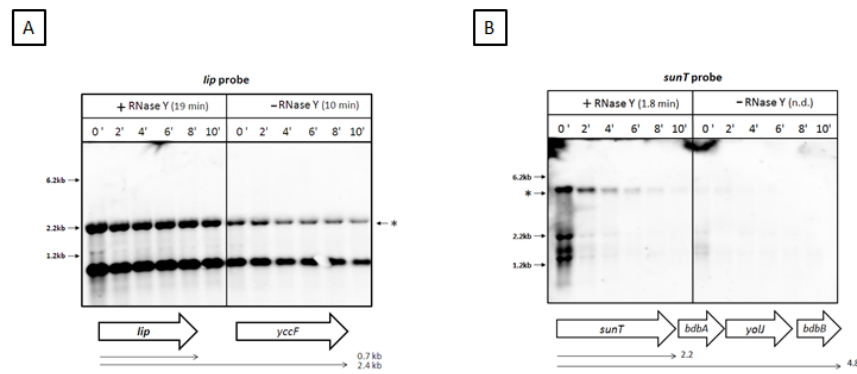 A
lip probe
+ RNase Y (19 min) – RNase Y (10 min)
0' 2' 4' 6' 8' 10' 0' 2' 4' 6' 8' 10'
6.2kb
2.2kb
*
1.2kb
lip yccF
0.7 kb
2.4 kb
B
sunT probe
+ RNase Y (1.8 min) – RNase Y (n.d.)
0' 2' 4' 6' 8' 10' 0' 2' 4' 6' 8' 10'
6.2kb
*
2.2kb
1.2kb
sunT bdbA yolJ bdbB
2.2
4.8